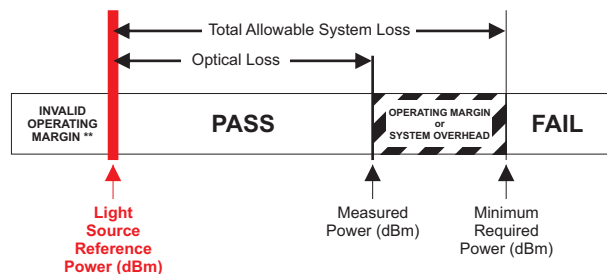 Total Allowable System Loss
Optical Loss
INVALID
OPERATING
MARGIN **
PASS
OPERATING MARGIN
or
SYSTEM OVERHEAD
FAIL
Light
Source
Reference
Power (dBm)
Measured
Power (dBm)
Minimum
Required
Power (dBm)